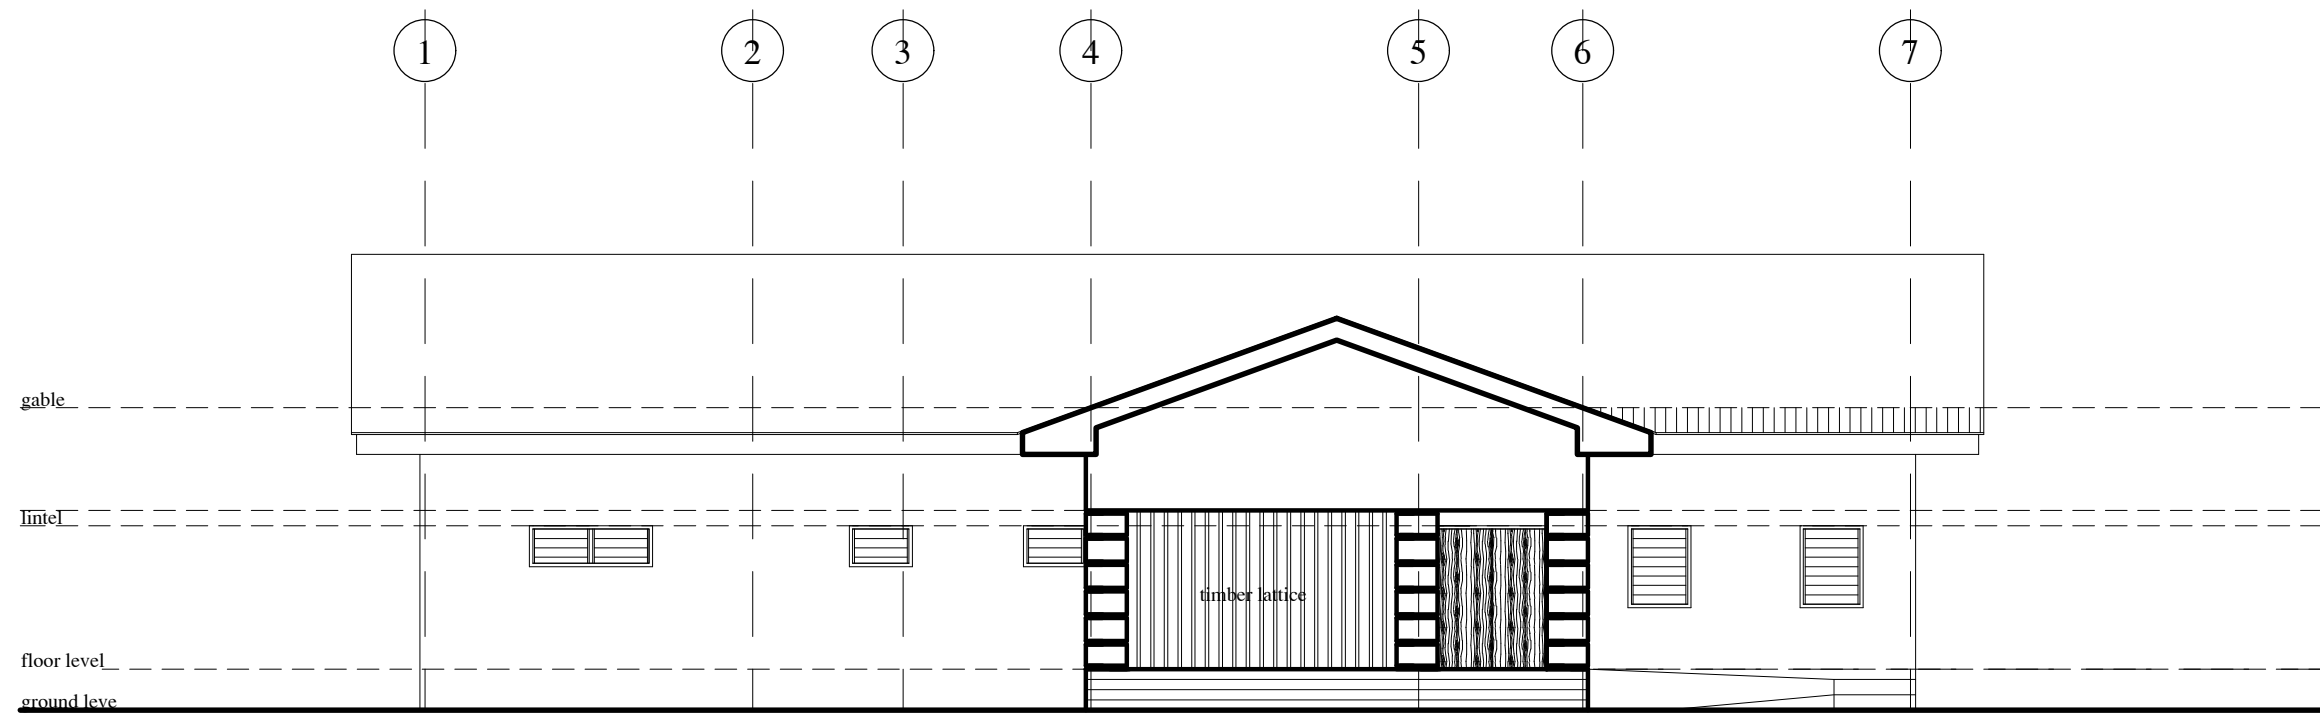 1 2 3 4 5 6 7
gable
lintel
timber lattice
floor level
ground leve